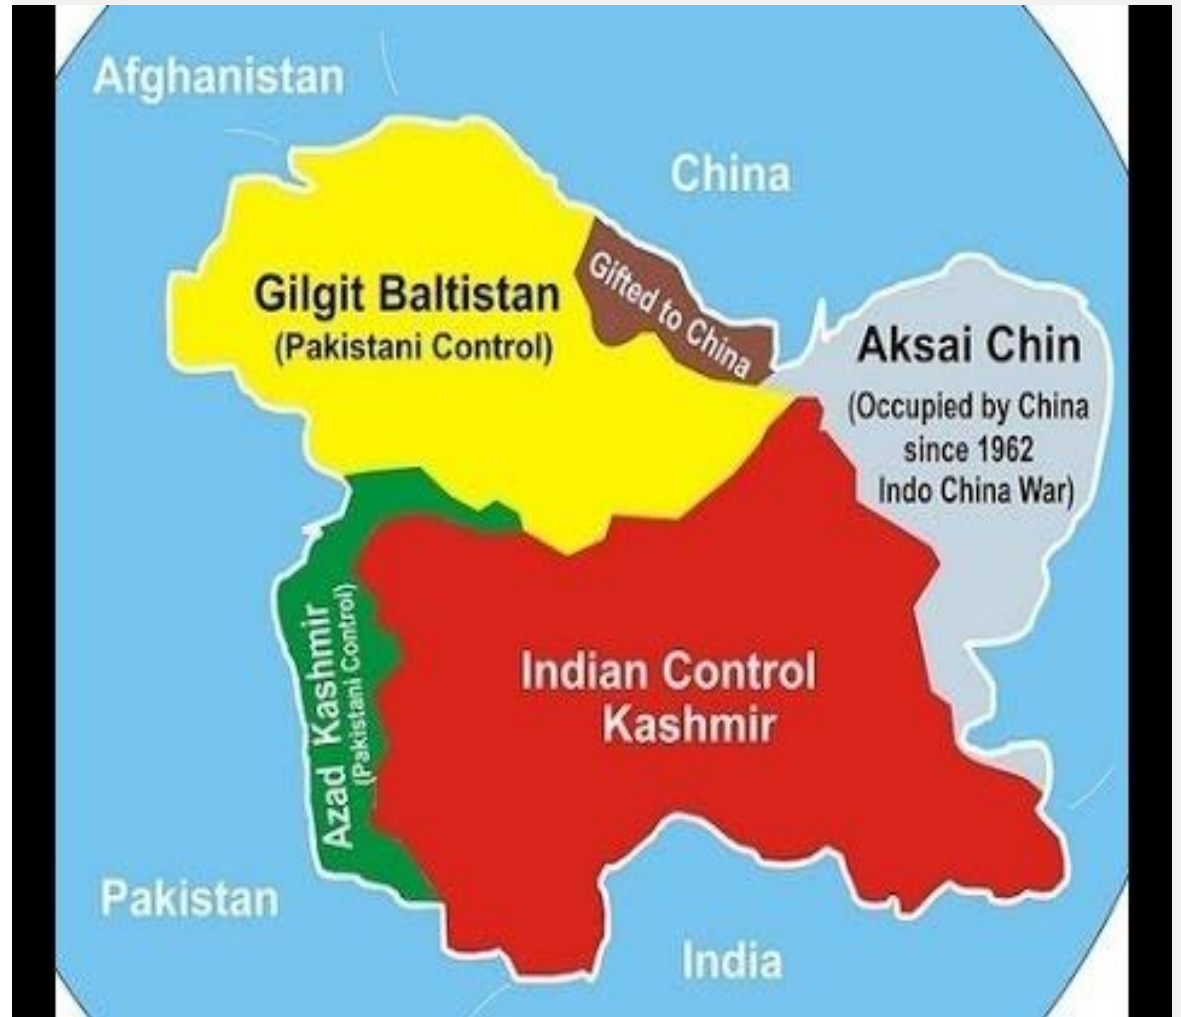 Afghanistan
China
Gilgit Baltistan
(Pakistani Control)
Gifted to China
Aksai Chin
(Occupied by China
since 1962
Indo China War)
Azad Kashmir
(Pakistani Control)
Indian Control
Kashmir
Pakistan
India